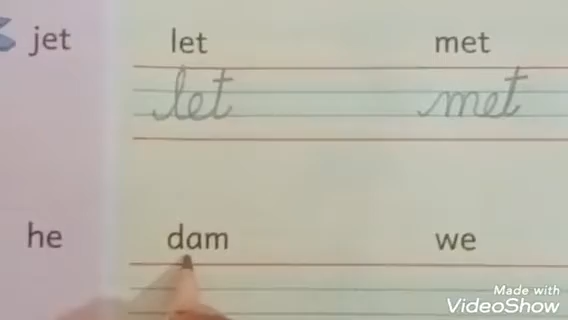 jet let met
let met
he dam we
Made with
VideoShow